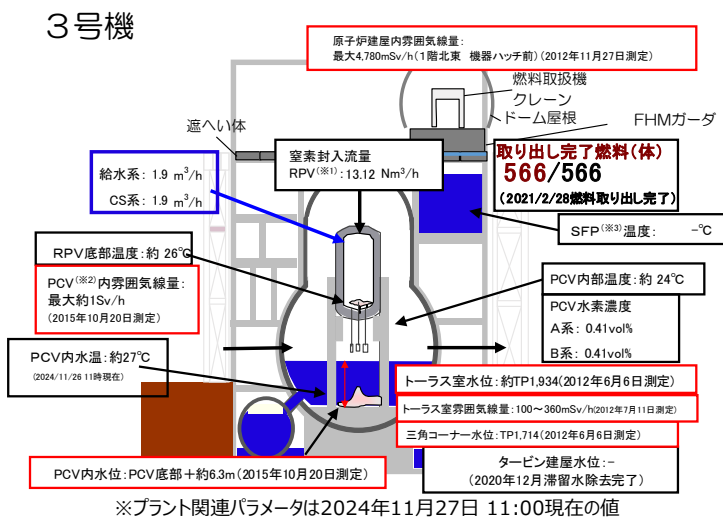 3号機
原子炉建屋内雰囲気線量：
最大4,780mSv/h（1階北東 機器ハッチ前）（2012年11月27日測定）
燃料取扱機
クレーン
ドーム屋根
FHMガーダ
遮へい体
給水系： 1.9 m³/h
CS系： 1.9 m³/h
窒素封入流量
RPV(※1)：13.12 Nm³/h
取り出し完了燃料(体)
566/566
(2021/2/28燃料取り出し完了)
SFP(※3)温度： －℃
RPV底部温度：約 26℃
PCV(※2)内雰囲気線量：
最大約1Sv/h
(2015年10月20日測定)
PCV内部温度：約 24℃
PCV水素濃度
A系： 0.41vol%
B系： 0.41vol%
PCV内水温：約27℃
(2024/11/26 11時現在)
トーラス室水位：約TP1,934(2012年6月6日測定)
トーラス室雰囲気線量：100～360mSv/h(2012年7月11日測定)
三角コーナー水位：TP1,714(2012年6月6日測定)
PCV内水位：PCV底部＋約6.3m(2015年10月20日測定)
タービン建屋水位：－
(2020年12月滞留水除去完了)
※プラント関連パラメータは2024年11月27日 11:00現在の値